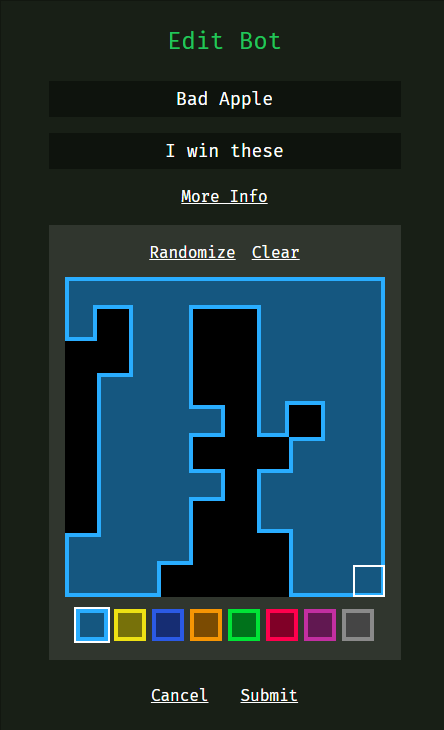 Edit Bot
Bad Apple
I win these
More Info
Randomize Clear
Cancel Submit